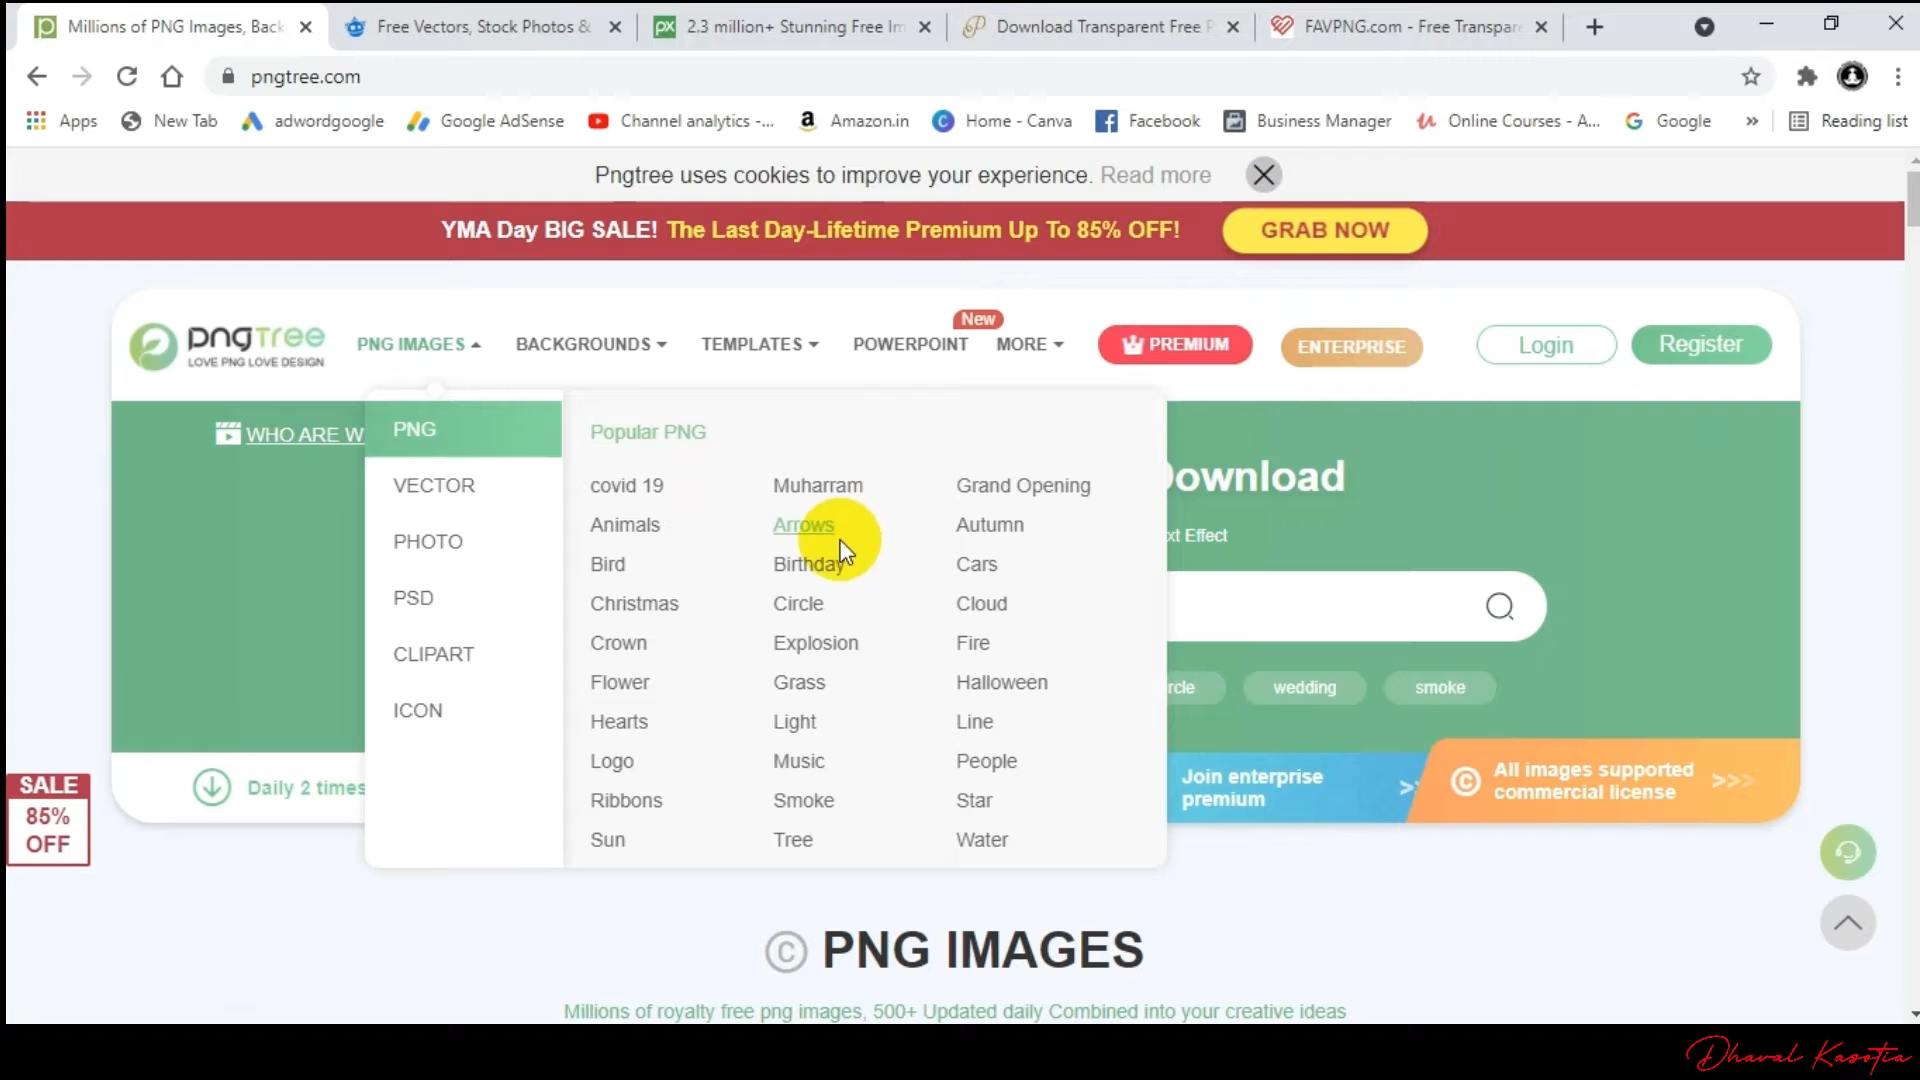 Millions of PNG Images, Back
Free Vectors, Stock Photos &
2.3 million+ Stunning Free Im
Download Transparent Free P
FAVPNG.com - Free Transpare
pngtree.com
Apps
New Tab
adwordgoogle
Google AdSense
Channel analytics -...
Amazon.in
Home - Canva
Facebook
Business Manager
Online Courses - A...
Google
»
Reading list
Pngtree uses cookies to improve your experience. Read more
YMA Day BIG SALE! The Last Day-Lifetime Premium Up To 85% OFF!
GRAB NOW
pngtree
LOVE PNG LOVE DESIGN
PNG IMAGES
BACKGROUNDS
TEMPLATES
POWERPOINT
New
MORE
PREMIUM
ENTERPRISE
Login
Register
WHO ARE W
PNG
VECTOR
PHOTO
PSD
CLIPART
ICON
Popular PNG
covid 19 Muharram Grand Opening
Animals Arrows Autumn
Bird Birthday Cars
Christmas Circle Cloud
Crown Explosion Fire
Flower Grass Halloween
Hearts Light Line
Logo Music People
Ribbons Smoke Star
Sun Tree Water
Download
xt Effect
rcle
wedding
smoke
Daily 2 times
Join enterprise
premium
All images supported
commercial license
>>>
SALE
85%
OFF
© PNG IMAGES
Millions of royalty free png images, 500+ Updated daily Combined into your creative ideas
Dhaval Kasotia